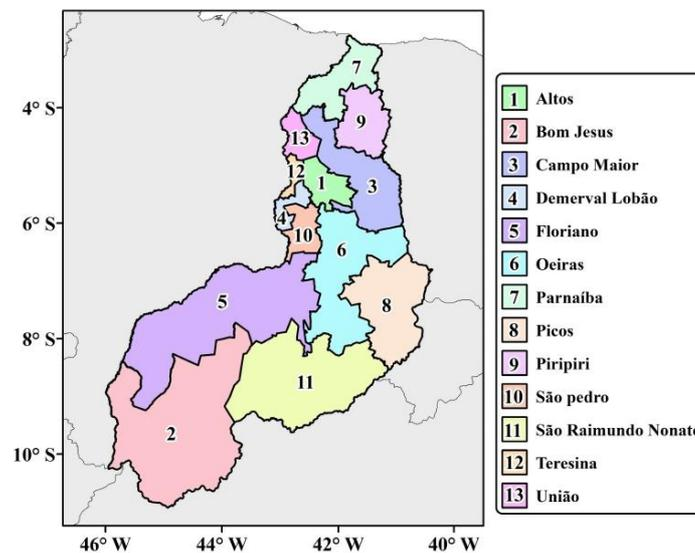 4° S
6° S
8° S
10° S
46° W
44° W
42° W
40° W
7
9
13
12
1
3
4
10
6
5
8
11
2
1 Altos
2 Bom Jesus
3 Campo Maior
4 Demerval Lobão
5 Floriano
6 Oeiras
7 Parnaíba
8 Picos
9 Piripiri
10 São pedro
11 São Raimundo Nonato
12 Teresina
13 União